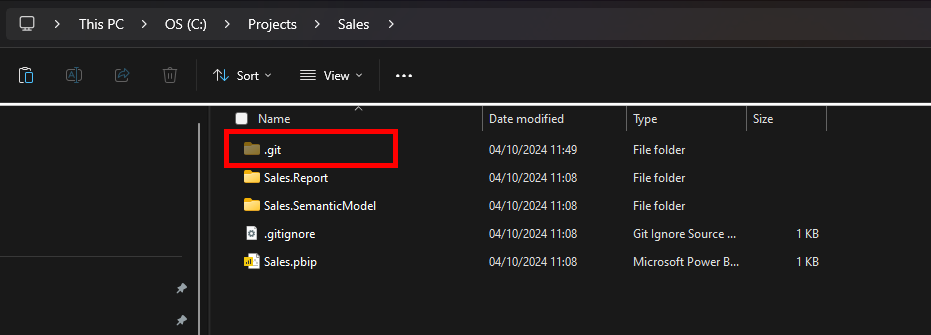 This PC > OS (C:) > Projects > Sales >
Sort View ...
Name Date modified Type Size
.git 04/10/2024 11:49 File folder
Sales.Report 04/10/2024 11:08 File folder
Sales.SemanticModel 04/10/2024 11:08 File folder
.gitignore 04/10/2024 11:08 Git Ignore Source ... 1 KB
Sales.pbip 04/10/2024 11:08 Microsoft Power B... 1 KB